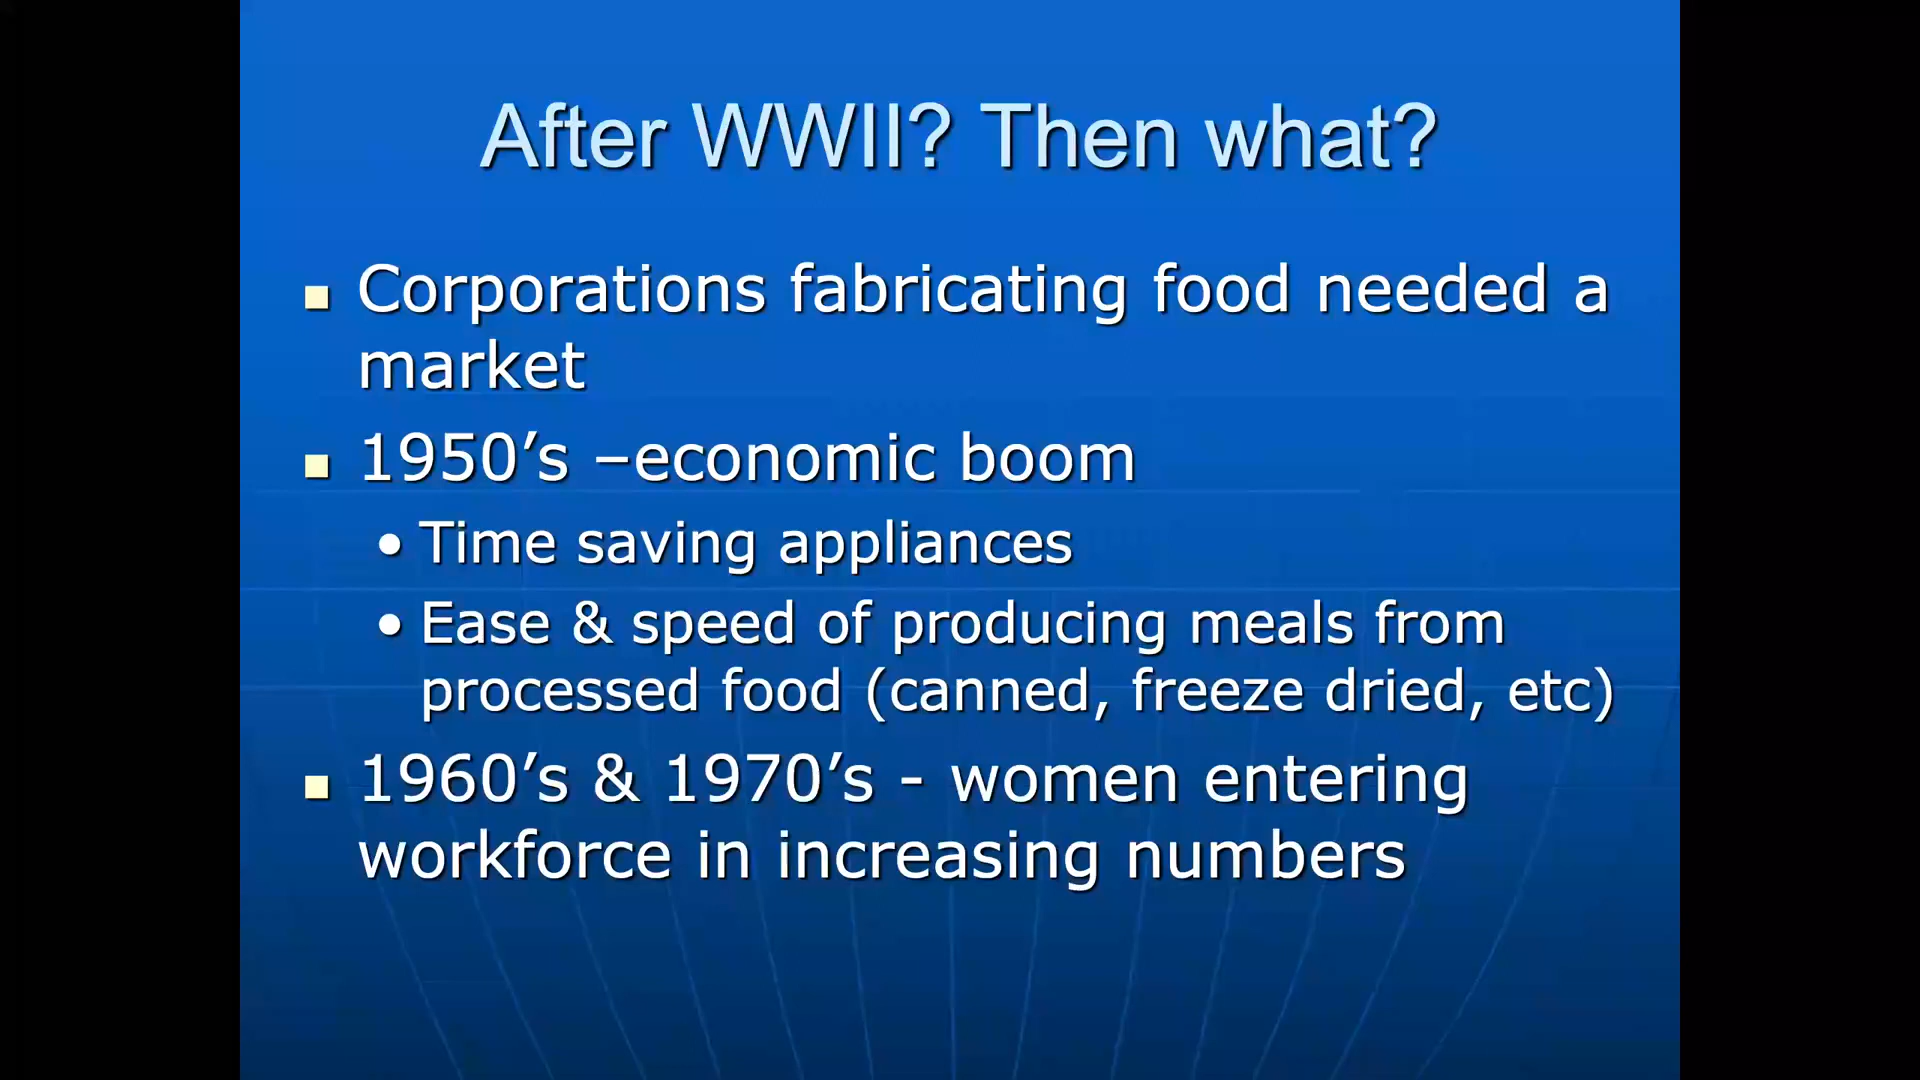 After WWII? Then what?
Corporations fabricating food needed a
market
1950’s –economic boom
• Time saving appliances
• Ease & speed of producing meals from
processed food (canned, freeze dried, etc)
1960’s & 1970’s - women entering
workforce in increasing numbers